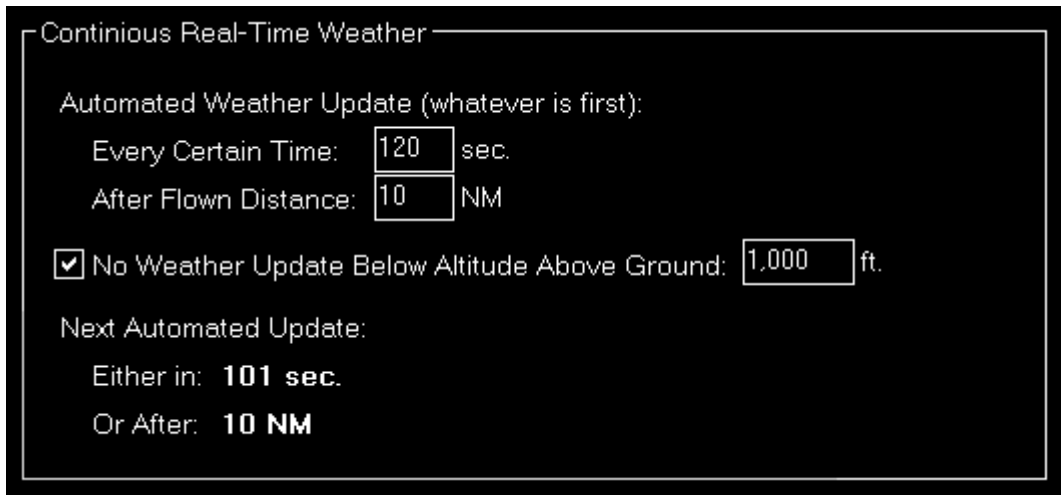 Continious Real-Time Weather
Automated Weather Update (whatever is first):
Every Certain Time: 120 sec.
After Flown Distance: 10 NM
No Weather Update Below Altitude Above Ground: 1,000 ft.
Next Automated Update:
Either in: 101 sec.
Or After: 10 NM